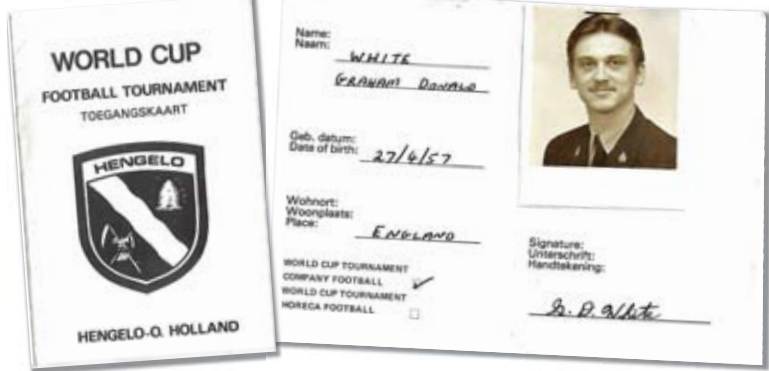 WORLD CUP
FOOTBALL TOURNAMENT
TOEGANGSKAART
HENGELO
HENGELO-O. HOLLAND
Name:
Naam:
WHITE
GRAHAM DONALD
Geb. datum:
Date of birth:
27/4/57
Wohnort:
Woonplaats:
Place:
ENGLAND
WORLD CUP TOURNAMENT
COMPANY FOOTBALL ✓
WORLD CUP TOURNAMENT
HORECA FOOTBALL
Signature:
Unterschrift:
Handtekening:
G. D. White